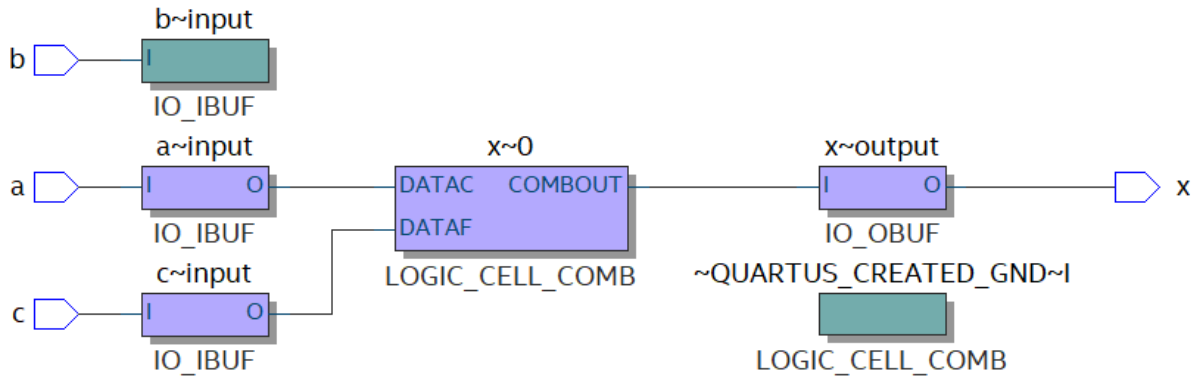 b~input
b
I
IO_IBUF
a~input
x~0
x~output
a
I O
DATAC COMBOUT
I O
x
DATAF
IO_IBUF
IO_OBUF
c~input
LOGIC_CELL_COMB
~QUARTUS_CREATED_GND~I
c
I O
IO_IBUF
LOGIC_CELL_COMB